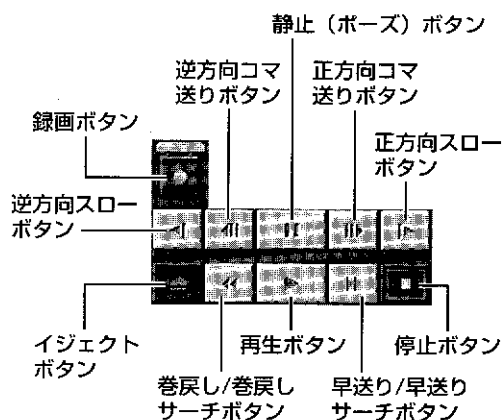 静止（ポーズ）ボタン
逆方向コマ
送りボタン
正方向コマ
送りボタン
録画ボタン
正方向スロー
ボタン
逆方向スロー
ボタン
イジェクト
ボタン
再生ボタン
停止ボタン
巻戻し/巻戻し
サーチボタン
早送り/早送り
サーチボタン